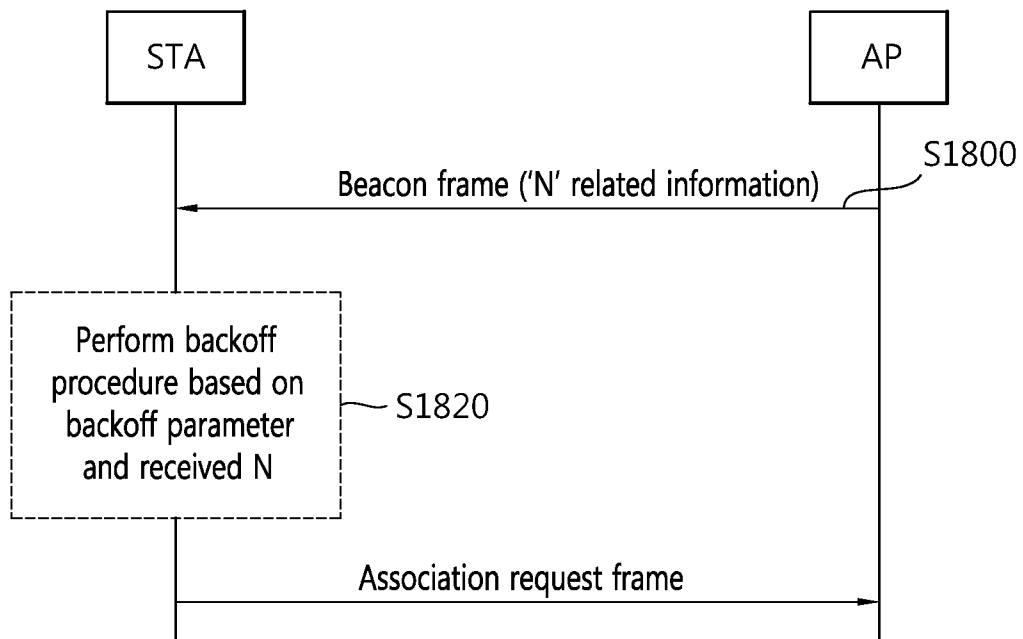 STA
AP
S1800
Beacon frame ('N' related information)
Perform backoff
procedure based on
backoff parameter
and received N
S1820
Association request frame